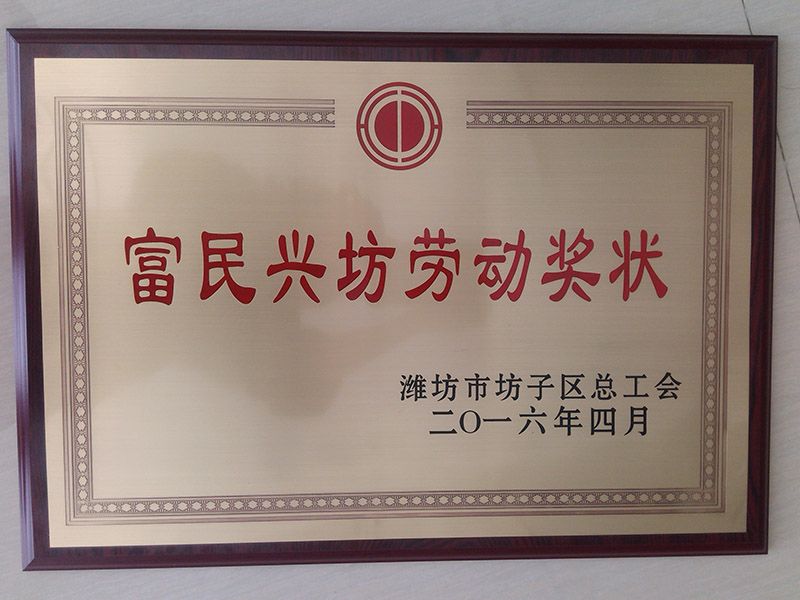 富民兴坊劳动奖状
潍坊市坊子区总工会
二〇一六年四月